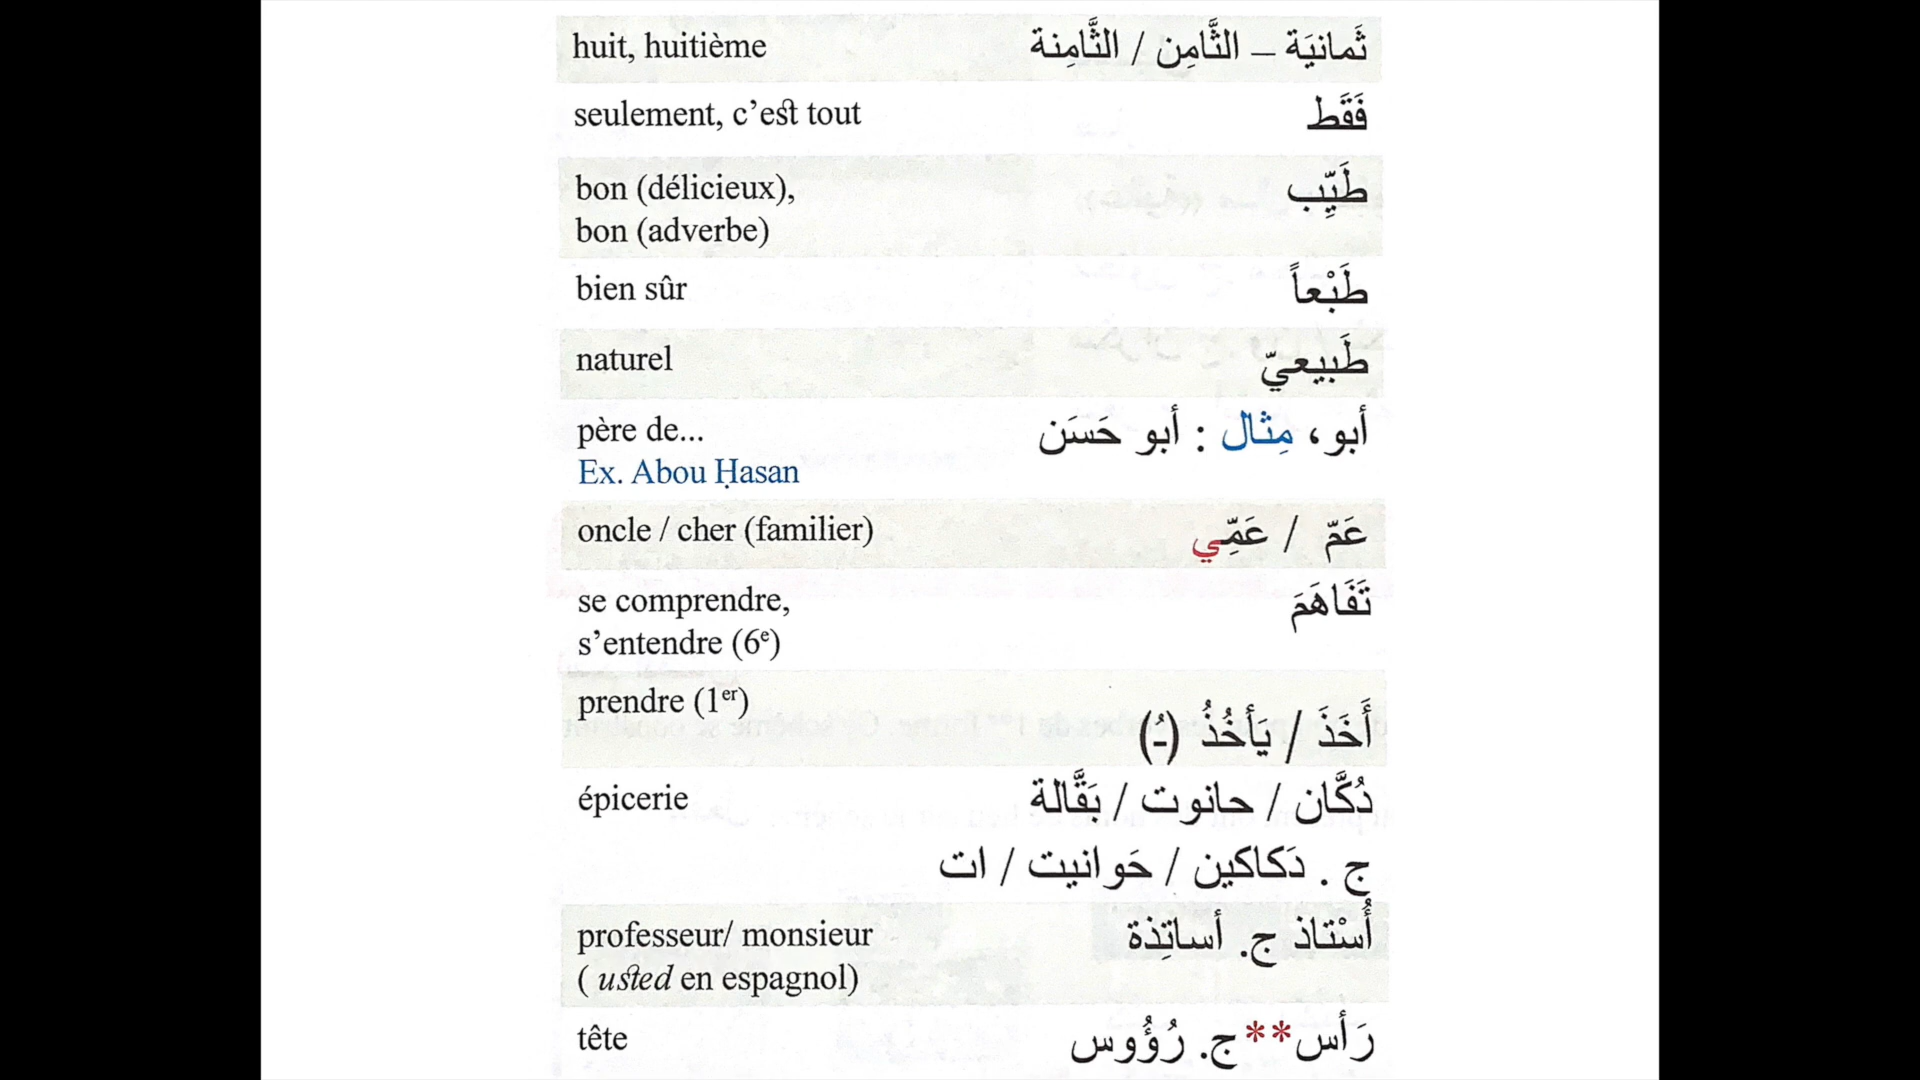 huit, huitième ثَمانيَة – الثَّامِن / الثَّامِنة
seulement, c’est tout فَقَط
bon (délicieux), طَيِّب
bon (adverbe)
bien sûr طَبْعاً
naturel طَبيعيّ
père de... أبو، مِثال : أبو حَسَن
Ex. Abou Ḥasan
oncle / cher (familier) عَمّ / عَمِّي
se comprendre, تَفَاهَمَ
s’entendre (6e)
prendre (1er) أَخَذَ / يَأخُذُ (ـُ)
épicerie دُكَّان / حانوت / بَقَّالة
ج . دَكاكين / حَوانيت / ات
professeur/ monsieur أُسْتاذ ج. أساتِذة
( usted en espagnol)
tête رَأس**ج. رُؤُوس